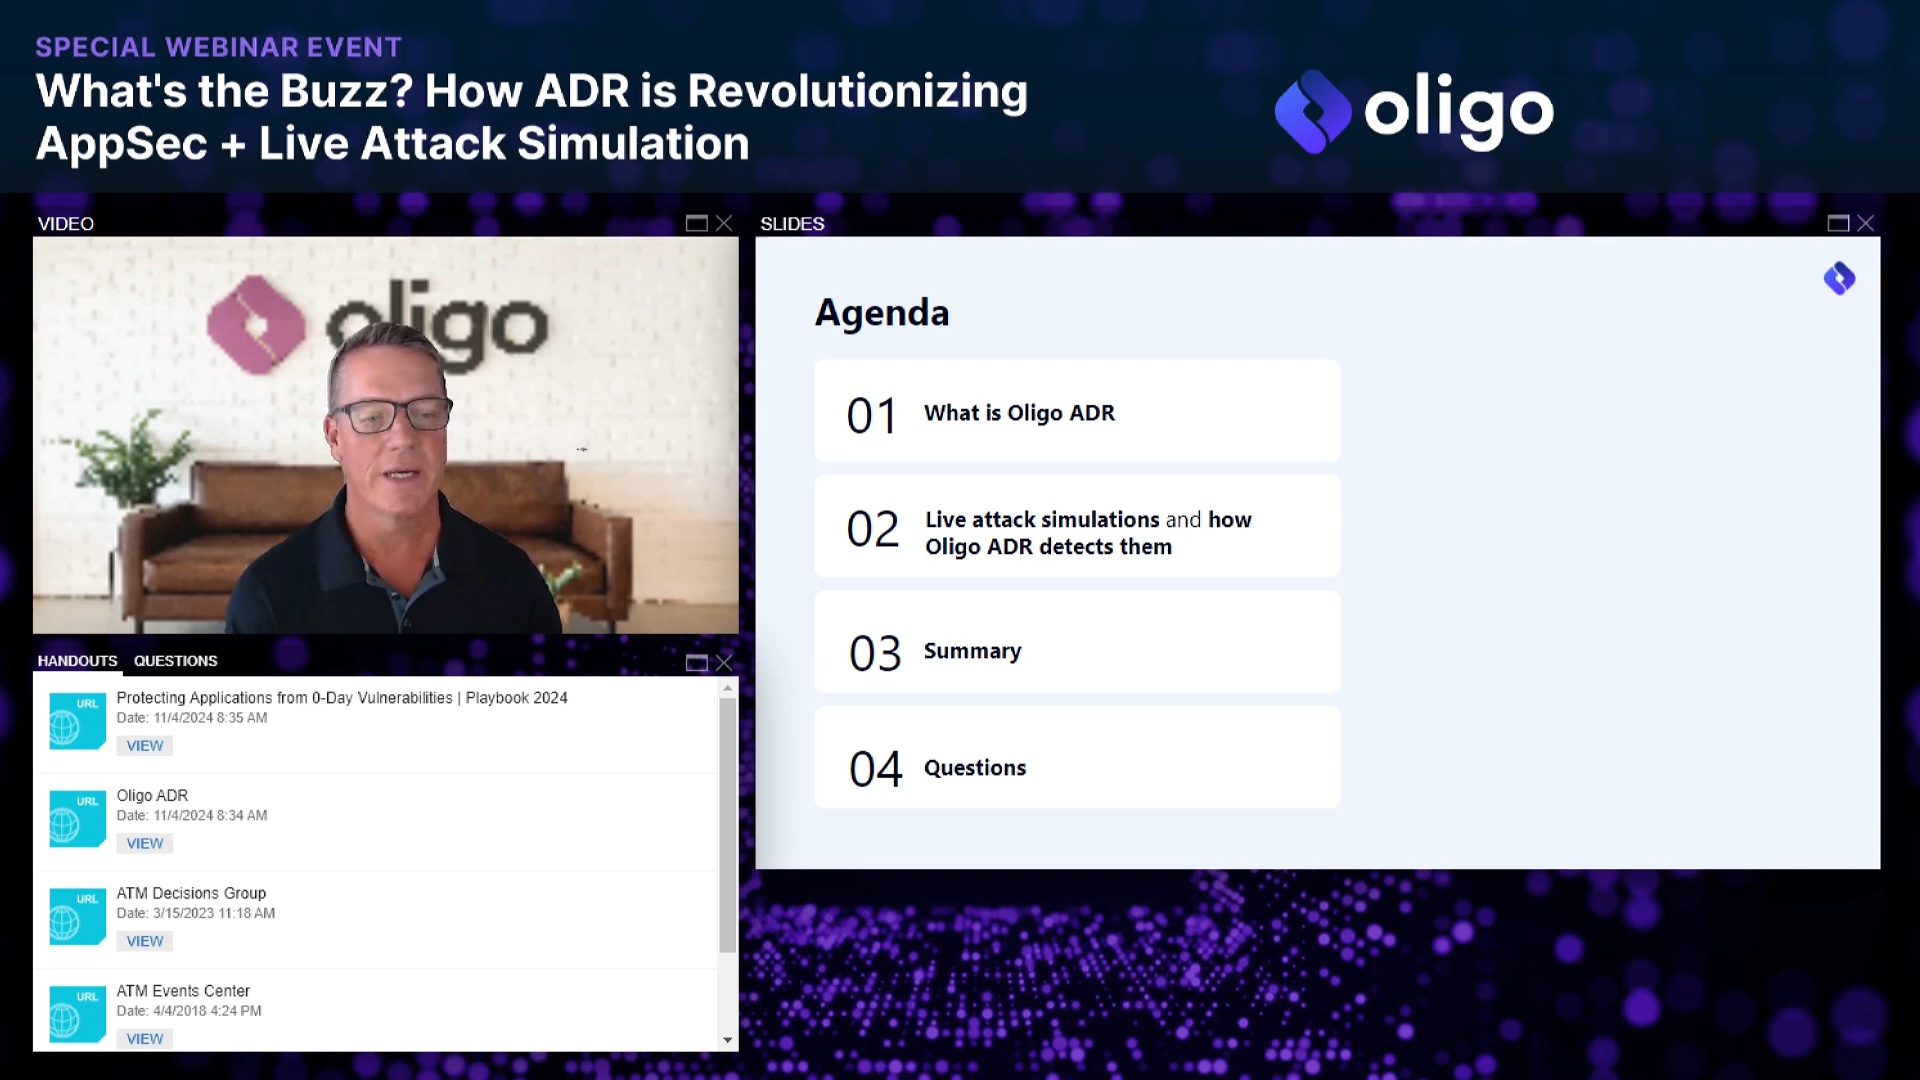 SPECIAL WEBINAR EVENT
What's the Buzz? How ADR is Revolutionizing
AppSec + Live Attack Simulation
oligo
VIDEO
oligo
SLIDES
Agenda
01 What is Oligo ADR
02 Live attack simulations and how
Oligo ADR detects them
03 Summary
04 Questions
HANDOUTS QUESTIONS
URL Protecting Applications from 0-Day Vulnerabilities | Playbook 2024
Date: 11/4/2024 8:35 AM
VIEW
URL Oligo ADR
Date: 11/4/2024 8:34 AM
VIEW
URL ATM Decisions Group
Date: 3/15/2023 11:18 AM
VIEW
URL ATM Events Center
Date: 4/4/2018 4:24 PM
VIEW